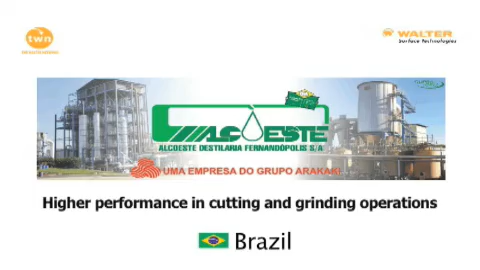 twn
WALTER
Surface Technologies
ALCOESTE
ALCOESTE DESTILARIA FERNANDÓPOLIS S/A
UMA EMPRESA DO GRUPO ARAKAKI
Higher performance in cutting and grinding operations
Brazil